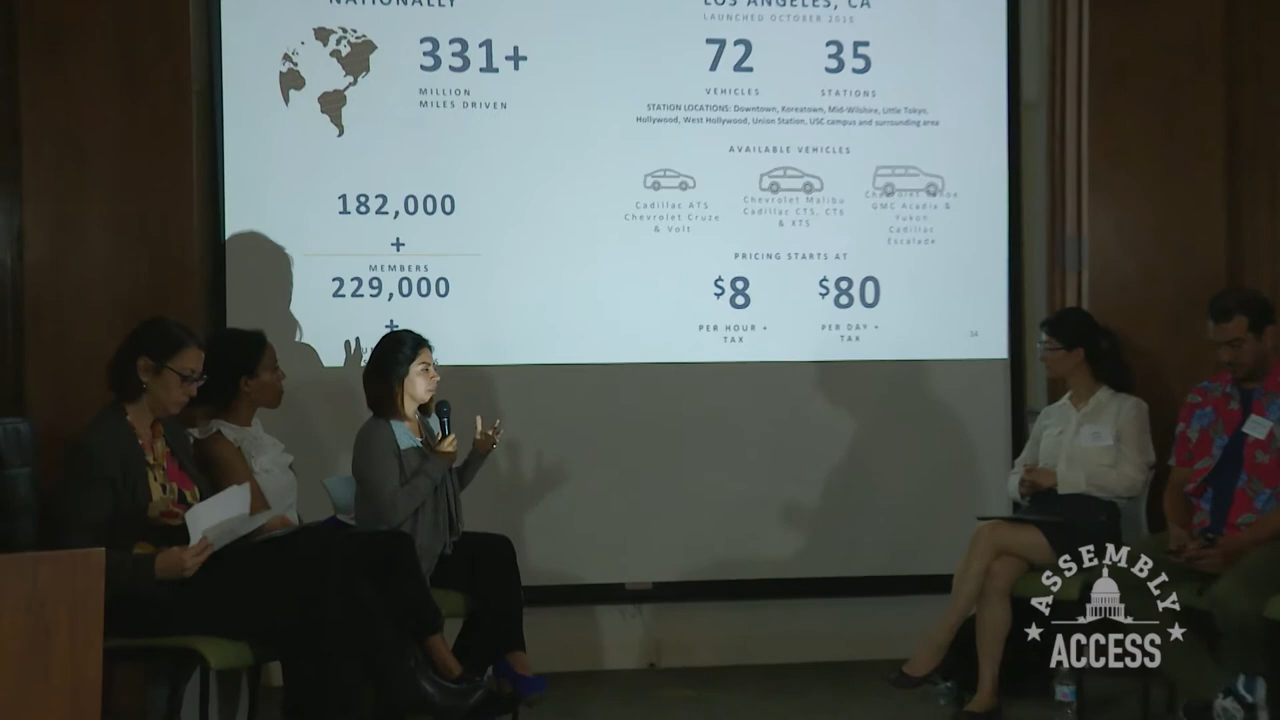 NATIONALLY
331+
MILLION
MILES DRIVEN
182,000
+
MEMBERS
229,000
+
LOS ANGELES, CA
LAUNCHED OCTOBER 2016
72
VEHICLES
35
STATIONS
STATION LOCATIONS: Downtown, Koreatown, Mid-Wilshire, Little Tokyo,
Hollywood, West Hollywood, Union Station, USC campus and surrounding area
AVAILABLE VEHICLES
Cadillac ATS
Chevrolet Cruze
& Volt
Chevrolet Malibu
Cadillac CTS, CT6
& XTS
Chevrolet Tahoe
GMC Acadia &
Yukon
Cadillac
Escalade
PRICING STARTS AT
$8
PER HOUR +
TAX
$80
PER DAY +
TAX
14
ASSEMBLY
ACCESS